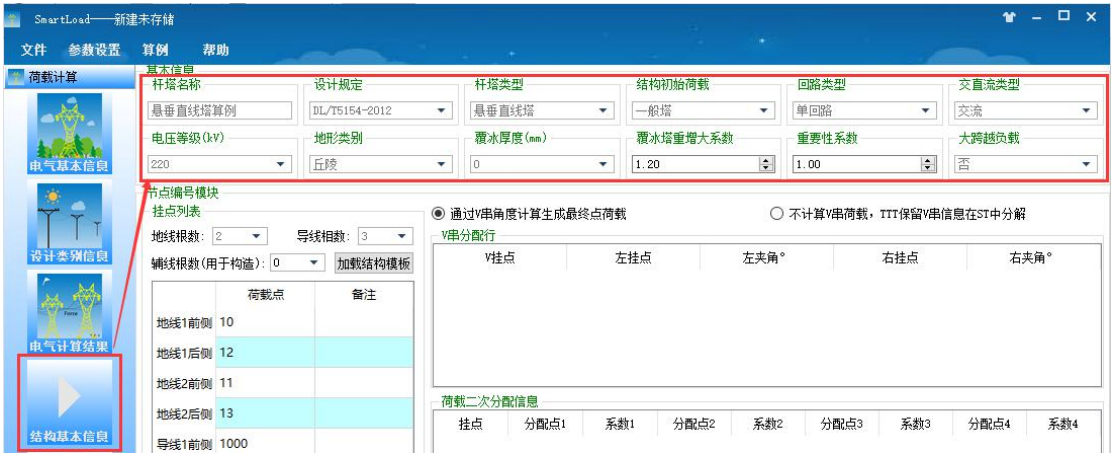 SmartLoad——新建未存储
文件 参数设置 算例 帮助
荷载计算
电气基本信息
设计类别信息
Force
电气计算结果
结构基本信息
基本信息
杆塔名称 设计规定 杆塔类型 结构初始荷载 回路类型 交直流类型
悬垂直线塔算例 DL/T5154-2012 悬垂直线塔 一般塔 单回路 交流
电压等级(kV) 地形类别 覆冰厚度(mm) 覆冰塔重增大系数 重要性系数 大跨越负载
220 丘陵 0 1.20 1.00 否
节点编号模块
挂点列表
地线根数: 2 导线相数: 3
辅线根数(用于构造): 0 加载结构模板
荷载点 备注
地线1前侧 10
地线1后侧 12
地线2前侧 11
地线2后侧 13
导线1前侧 1000
通过V串角度计算生成最终点荷载 不计算V串荷载，TTT保留V串信息在ST中分解
V串分配行
V挂点 左挂点 左夹角° 右挂点 右夹角°
荷载二次分配信息
挂点 分配点1 系数1 分配点2 系数2 分配点3 系数3 分配点4 系数4